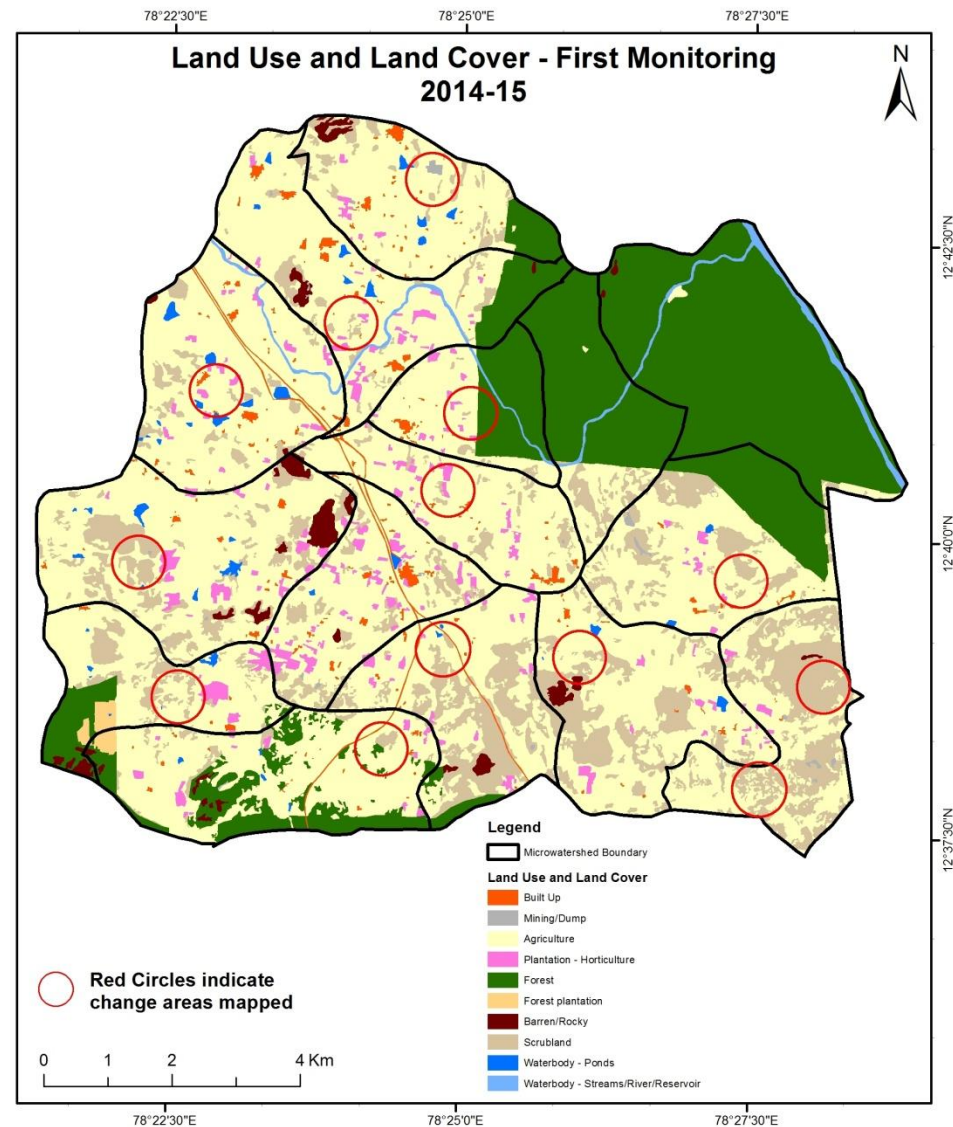 78°22'30"E
78°25'0"E
78°27'30"E
Land Use and Land Cover - First Monitoring
2014-15
N
12°42'30"N
12°40'0"N
12°37'30"N
Legend
Microwatershed Boundary
Land Use and Land Cover
Built Up
Mining/Dump
Agriculture
Plantation - Horticulture
Forest
Forest plantation
Barren/Rocky
Scrubland
Waterbody - Ponds
Waterbody - Streams/River/Reservoir
Red Circles indicate
change areas mapped
0 1 2 4 Km
78°22'30"E
78°25'0"E
78°27'30"E